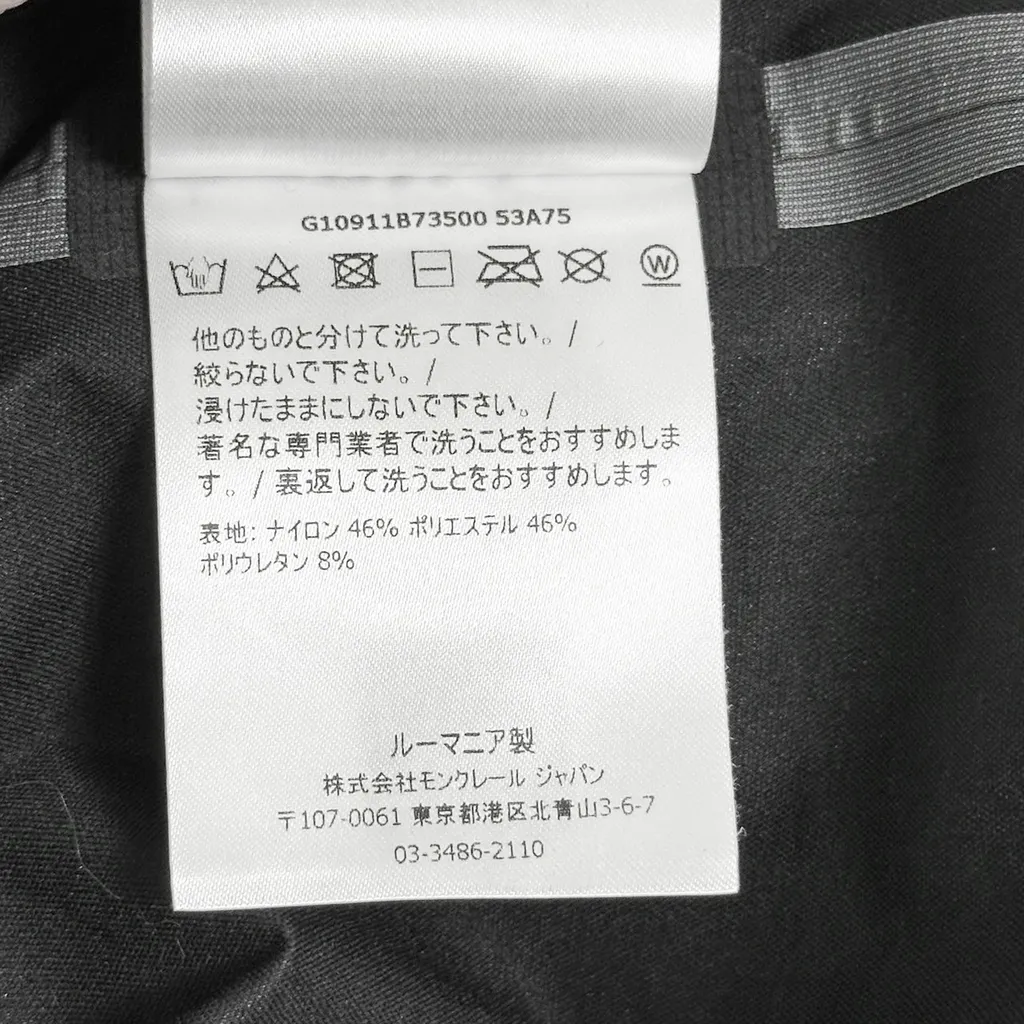 G10911B73500 53A75
W
他のものと分けて洗って下さい。/
絞らないで下さい。/
浸けたままにしないで下さい。/
著名な専門業者で洗うことをおすすめしま
す。/ 裏返して洗うことをおすすめします。
表地: ナイロン 46% ポリエステル 46%
ポリウレタン 8%
ルーマニア製
株式会社モンクレール ジャパン
〒107-0061 東京都港区北青山3-6-7
03-3486-2110